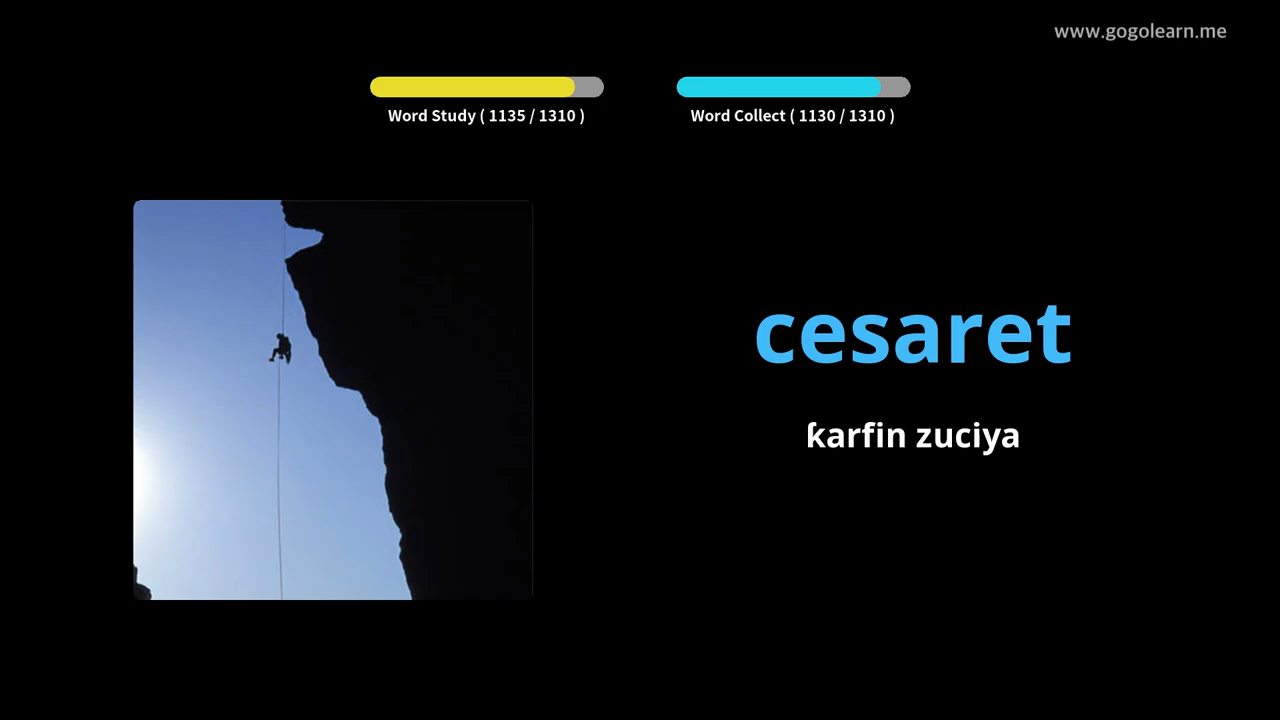 www.gogolearn.me
Word Study ( 1135 / 1310 )
Word Collect ( 1130 / 1310 )
cesaret
ƙarfin zuciya